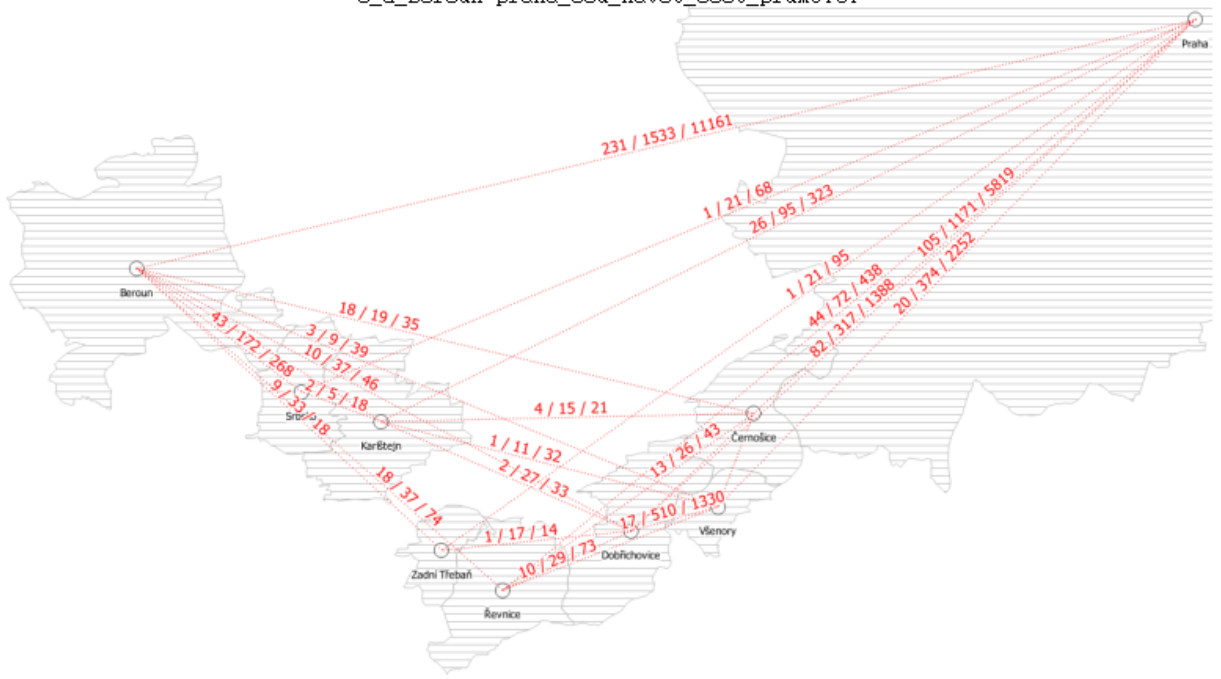 Praha
231 / 1533 / 11161
1 / 21 / 68
26 / 95 / 323
105 / 1171 / 5819
1 / 21 / 95
44 / 72 / 438
20 / 374 / 2252
82 / 317 / 1388
Beroun
18 / 19 / 35
3 / 9 / 39
43 / 172 / 268
10 / 37 / 46
2 / 5 / 18
9 / 33 / 18
4 / 15 / 21
Karßtejn
Černošice
13 / 26 / 43
1 / 11 / 32
2 / 27 / 33
18 / 37 / 74
17 / 510 / 1330
Všenory
1 / 17 / 14
Dobřichovice
10 / 29 / 73
Zadní Třebaň
Řevnice